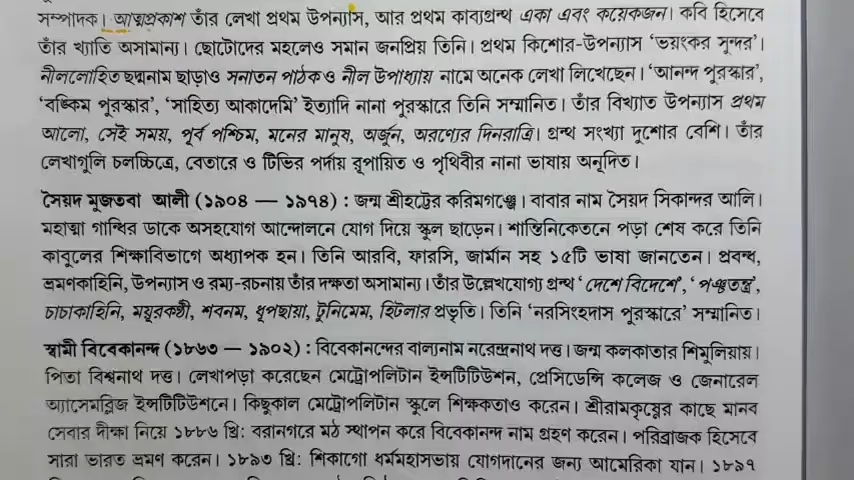 সম্পাদক। আত্মপ্রকাশ তাঁর লেখা প্রথম উপন্যাস, আর প্রথম কাব্যগ্রন্থ একা এবং কয়েকজন। কবি হিসেবে
তাঁর খ্যাতি অসামান্য। ছোটোদের মহলেও সমান জনপ্রিয় তিনি। প্রথম কিশোর-উপন্যাস ‘ভয়ংকর সুন্দর’।
নীললোহিত ছদ্মনাম ছাড়াও সনাতন পাঠক ও নীল উপাধ্যায় নামে অনেক লেখা লিখেছেন। ‘আনন্দ পুরস্কার’,
‘বঙ্কিম পুরস্কার’, ‘সাহিত্য আকাদেমি’ ইত্যাদি নানা পুরস্কারে তিনি সম্মানিত। তাঁর বিখ্যাত উপন্যাস প্রথম
আলো, সেই সময়, পূর্ব পশ্চিম, মনের মানুষ, অর্জুন, অরণ্যের দিনরাত্রি। গ্রন্থ সংখ্যা দুশোর বেশি। তাঁর
লেখাগুলি চলচ্চিত্রে, বেতারে ও টিভির পর্দায় রূপায়িত ও পৃথিবীর নানা ভাষায় অনূদিত।
সৈয়দ মুজতবা আলী (১৯০৪ — ১৯৭৪) : জন্ম শ্রীহট্টের করিমগঞ্জে। বাবার নাম সৈয়দ সিকান্দর আলি।
মহাত্মা গান্ধির ডাকে অসহযোগ আন্দোলনে যোগ দিয়ে স্কুল ছাড়েন। শান্তিনিকেতনে পড়া শেষ করে তিনি
কাবুলের শিক্ষাবিভাগে অধ্যাপক হন। তিনি আরবি, ফারসি, জার্মান সহ ১৫টি ভাষা জানতেন। প্রবন্ধ,
ভ্রমণকাহিনি, উপন্যাস ও রম্য-রচনায় তাঁর দক্ষতা অসামান্য। তাঁর উল্লেখযোগ্য গ্রন্থ ‘দেশে বিদেশে’, ‘পঞ্চতন্ত্র’,
চাচাকাহিনি, ময়ূরকণ্ঠী, শবনম, ধূপছায়া, টুনিমেম, হিটলার প্রভৃতি। তিনি ‘নরসিংহদাস পুরস্কারে’ সম্মানিত।
স্বামী বিবেকানন্দ (১৮৬৩ — ১৯০২) : বিবেকানন্দের বাল্যনাম নরেন্দ্রনাথ দত্ত। জন্ম কলকাতার শিমুলিয়ায়।
পিতা বিশ্বনাথ দত্ত। লেখাপড়া করেছেন মেট্রোপলিটান ইন্সটিটিউশন, প্রেসিডেন্সি কলেজ ও জেনারেল
অ্যাসেমব্লিজ ইন্সটিটিউশনে। কিছুকাল মেট্রোপলিটান স্কুলে শিক্ষকতাও করেন। শ্রীরামকৃষ্ণের কাছে মানব
সেবার দীক্ষা নিয়ে ১৮৮৬ খ্রি: বরানগরে মঠ স্থাপন করে বিবেকানন্দ নাম গ্রহণ করেন। পরিব্রাজক হিসেবে
সারা ভারত ভ্রমণ করেন। ১৮৯৩ খ্রি: শিকাগো ধর্মমহাসভায় যোগদানের জন্য আমেরিকা যান। ১৮৯৭